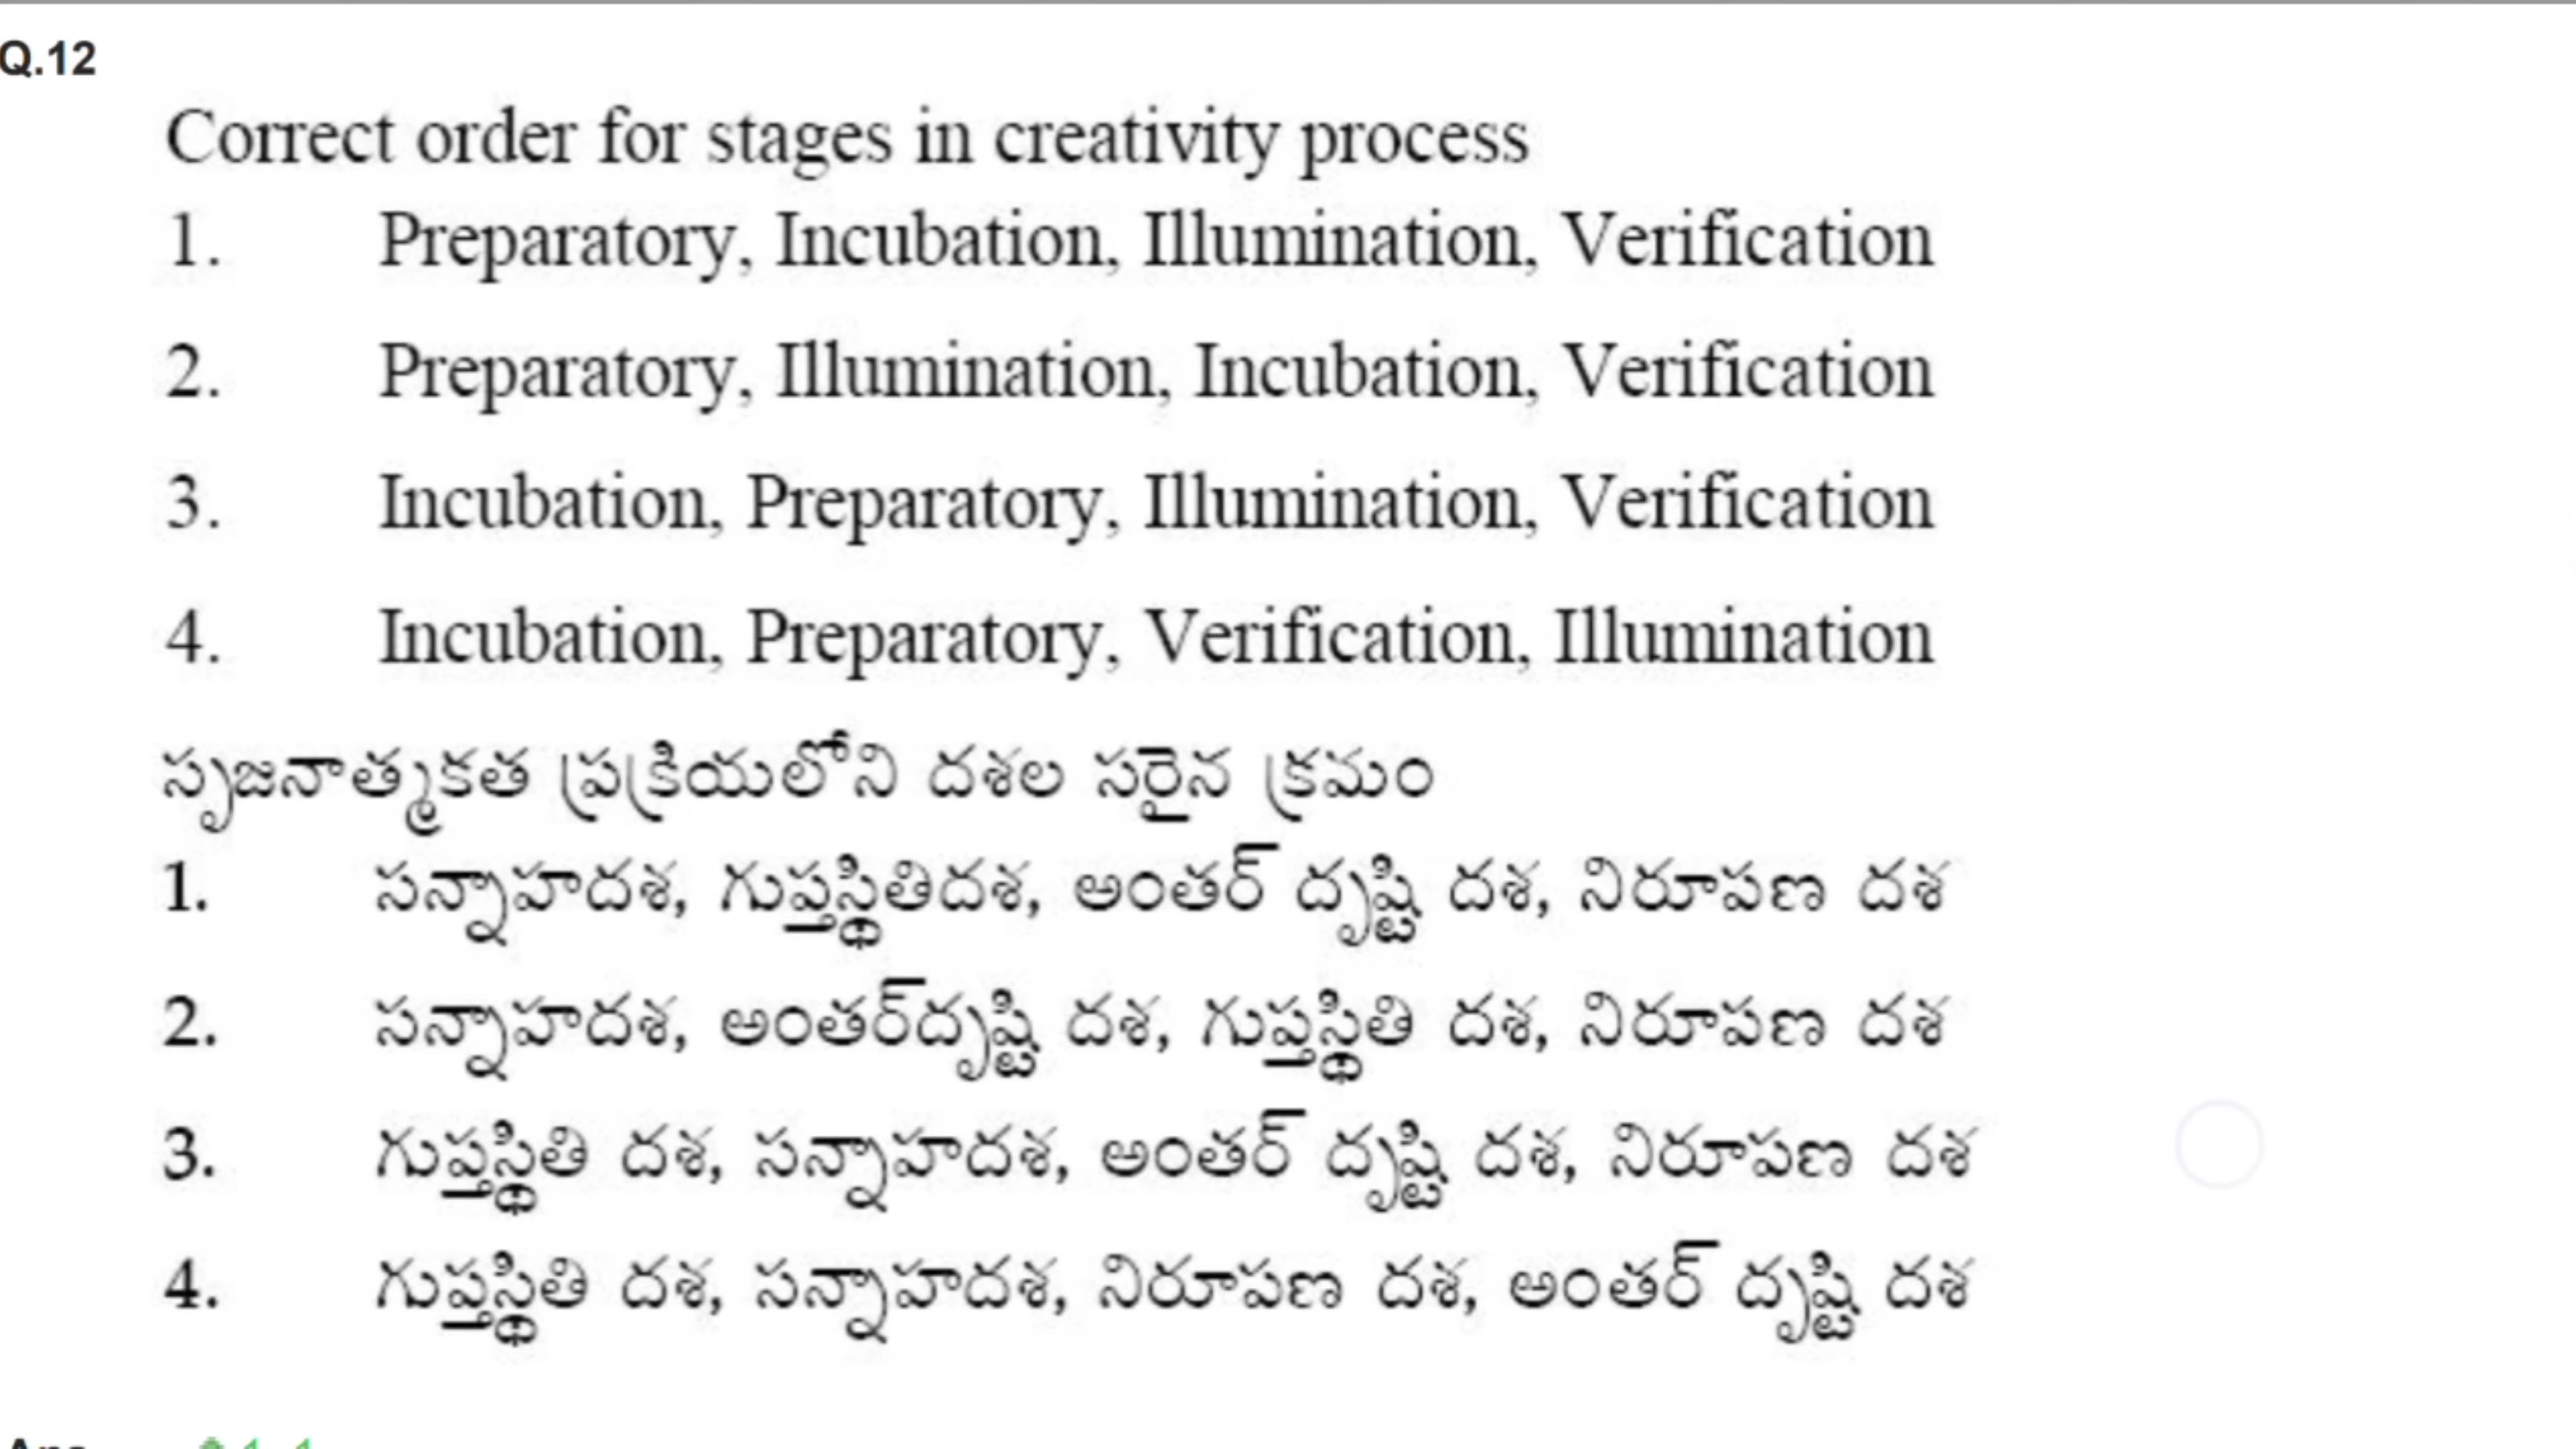 Q.12
Correct order for stages in creativity process
1. Preparatory, Incubation, Illumination, Verification
2. Preparatory, Illumination, Incubation, Verification
3. Incubation, Preparatory, Illumination, Verification
4. Incubation, Preparatory, Verification, Illumination
సృజనాత్మకత ప్రక్రియలోని దశల సరైన క్రమం
1. సన్నాహదశ, గుప్తస్థితిదశ, అంతర్ దృష్టి దశ, నిరూపణ దశ
2. సన్నాహదశ, అంతర్‌దృష్టి దశ, గుప్తస్థితి దశ, నిరూపణ దశ
3. గుప్తస్థితి దశ, సన్నాహదశ, అంతర్ దృష్టి దశ, నిరూపణ దశ
4. గుప్తస్థితి దశ, సన్నాహదశ, నిరూపణ దశ, అంతర్ దృష్టి దశ